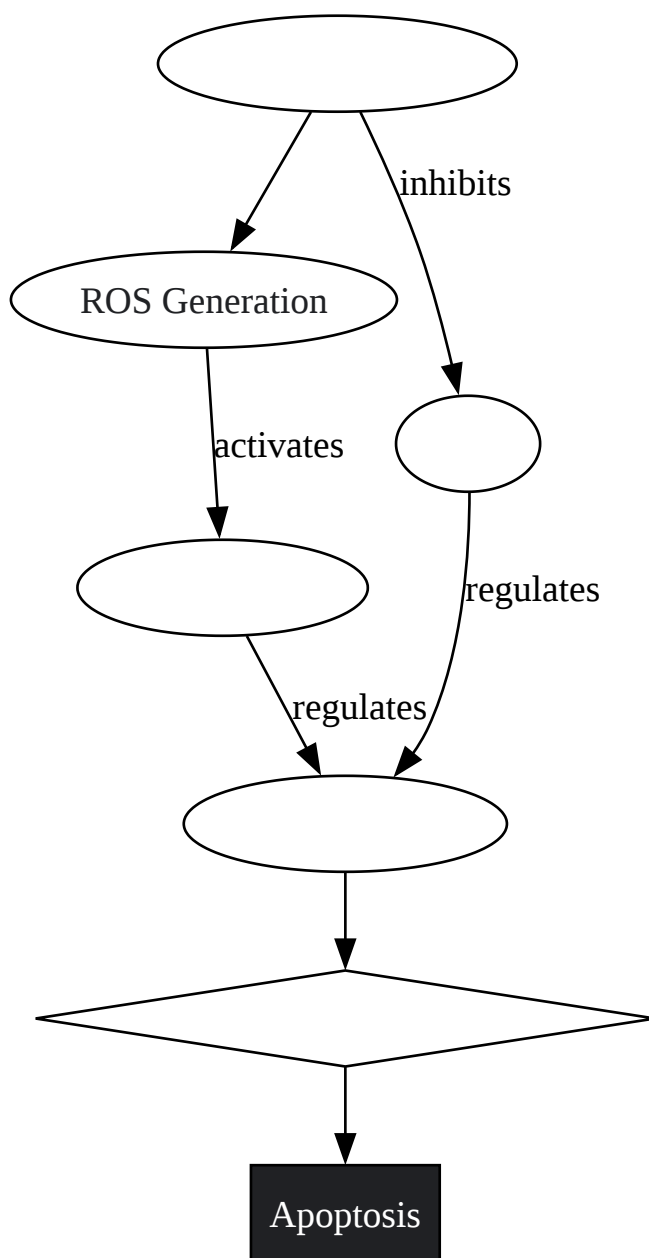 inhibits
ROS Generation
activates
regulates
regulates
Apoptosis